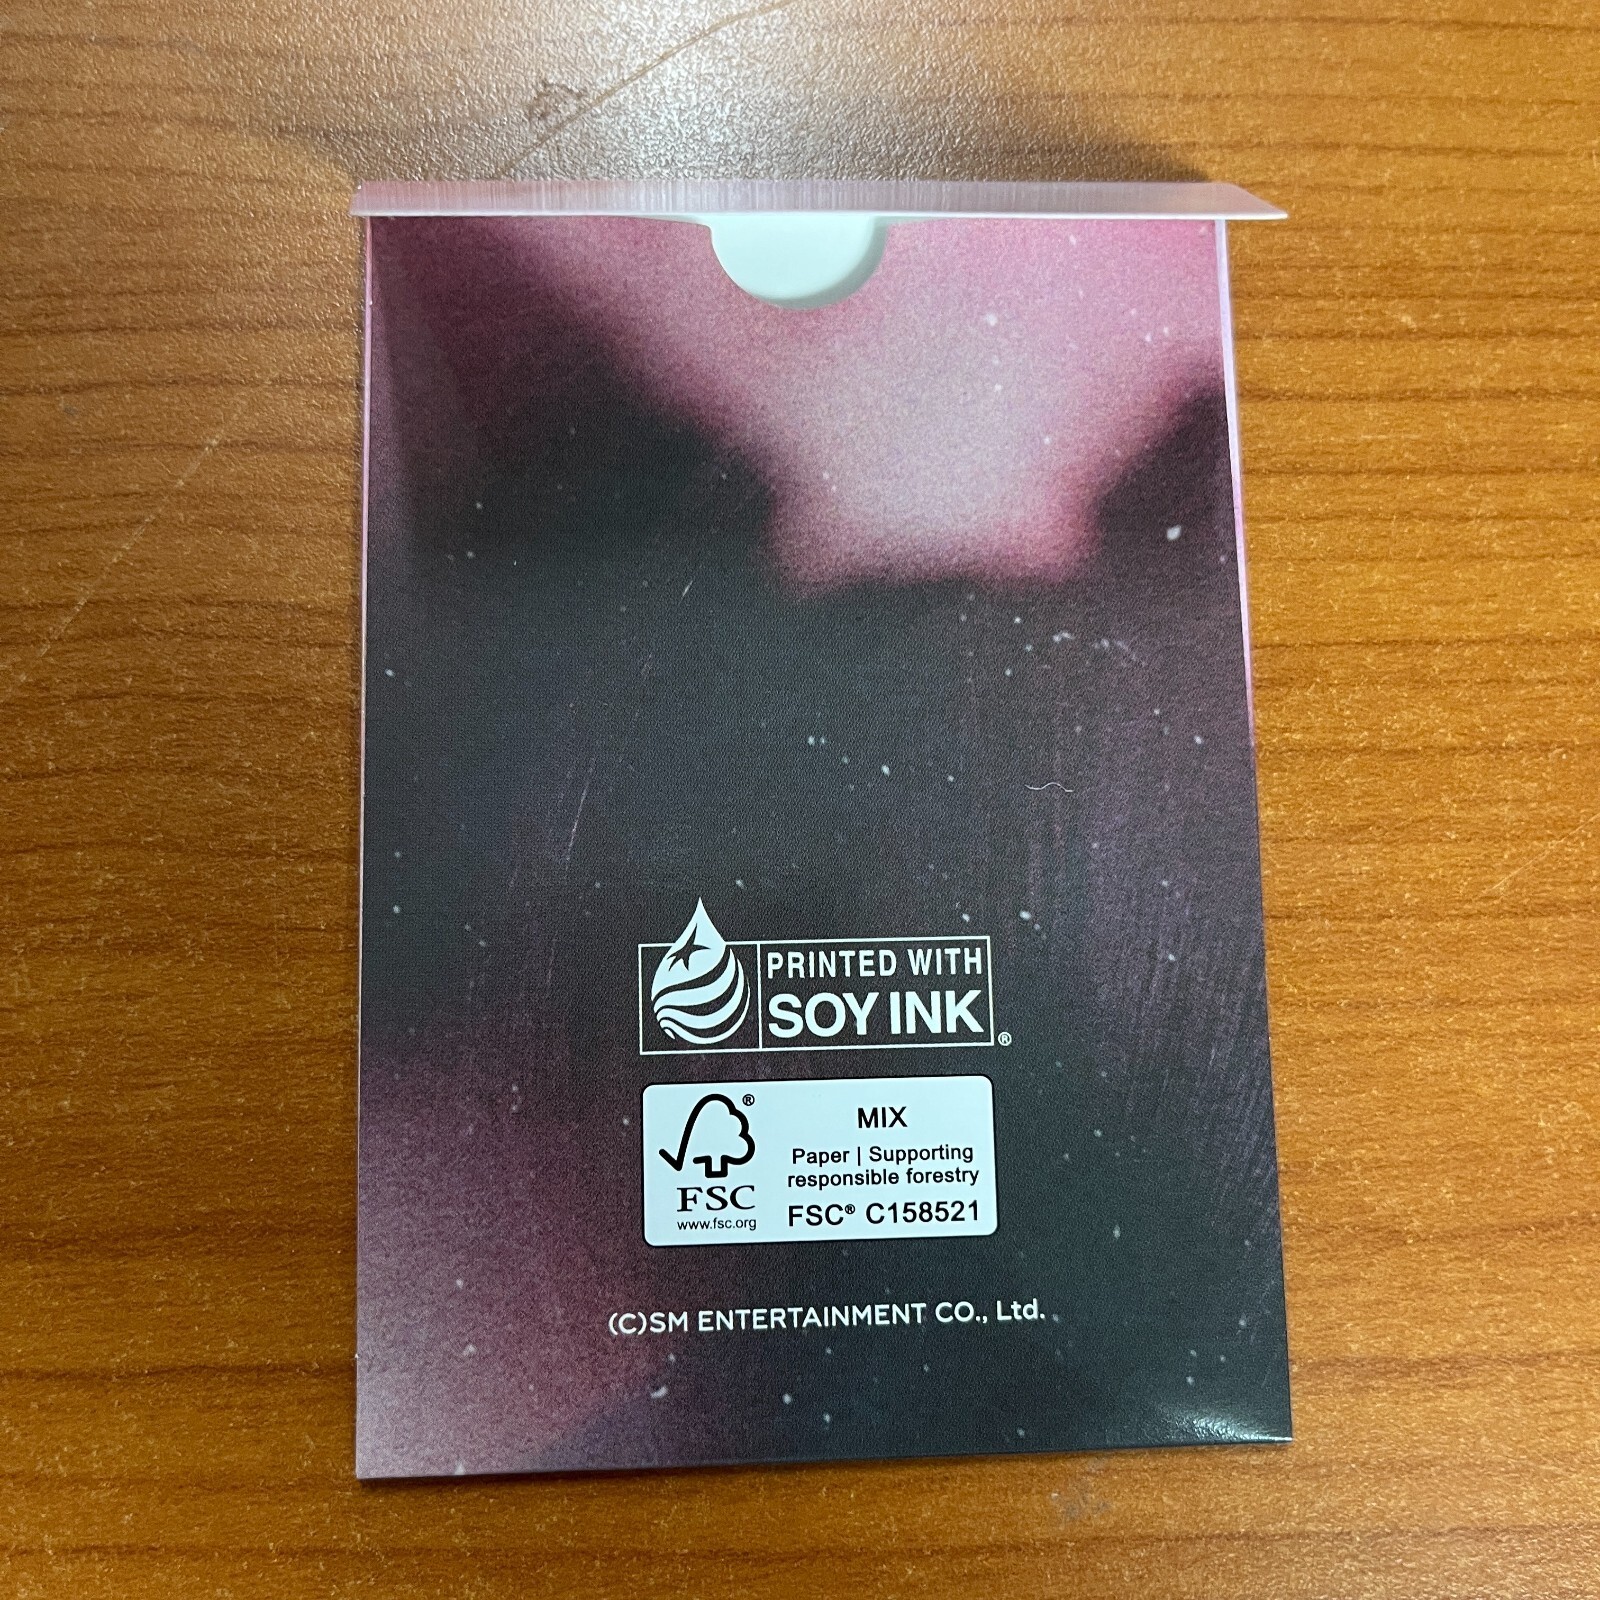 PRINTED WITH
SOY INK
®
®
FSC
www.fsc.org
MIX
Paper | Supporting
responsible forestry
FSC® C158521
(C)SM ENTERTAINMENT CO., Ltd.